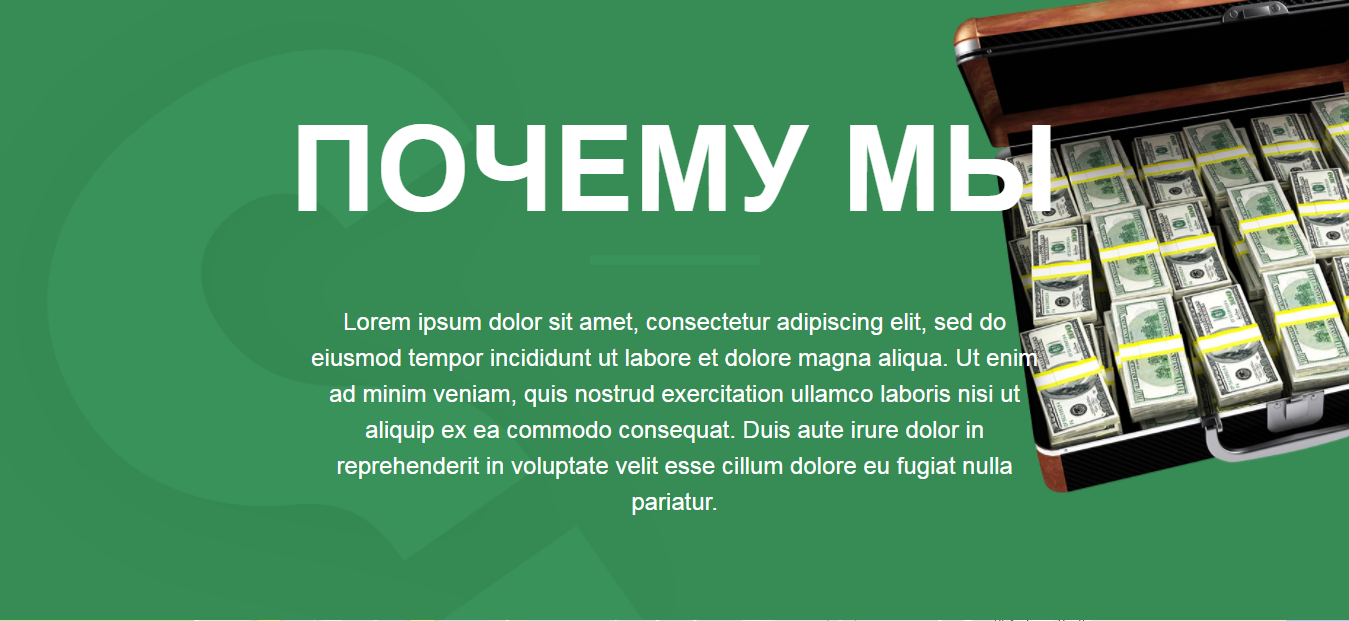 ПОЧЕМУ МЫ
Lorem ipsum dolor sit amet, consectetur adipiscing elit, sed do
eiusmod tempor incididunt ut labore et dolore magna aliqua. Ut enim
ad minim veniam, quis nostrud exercitation ullamco laboris nisi ut
aliquip ex ea commodo consequat. Duis aute irure dolor in
reprehenderit in voluptate velit esse cillum dolore eu fugiat nulla
pariatur.